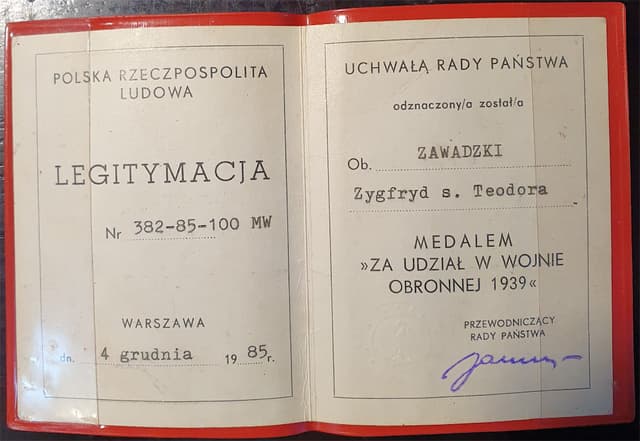 POLSKA RZECZPOSPOLITA
LUDOWA
LEGITYMACJA
Nr 382-85-100 MW
WARSZAWA
dn. 4 grudnia 1985r.
UCHWAŁĄ RADY PAŃSTWA
odznaczony/a został/a
Ob. ZAWADZKI
Zygfryd s. Teodora
MEDALEM
»ZA UDZIAŁ W WOJNIE
OBRONNEJ 1939«
PRZEWODNICZĄCY
RADY PAŃSTWA